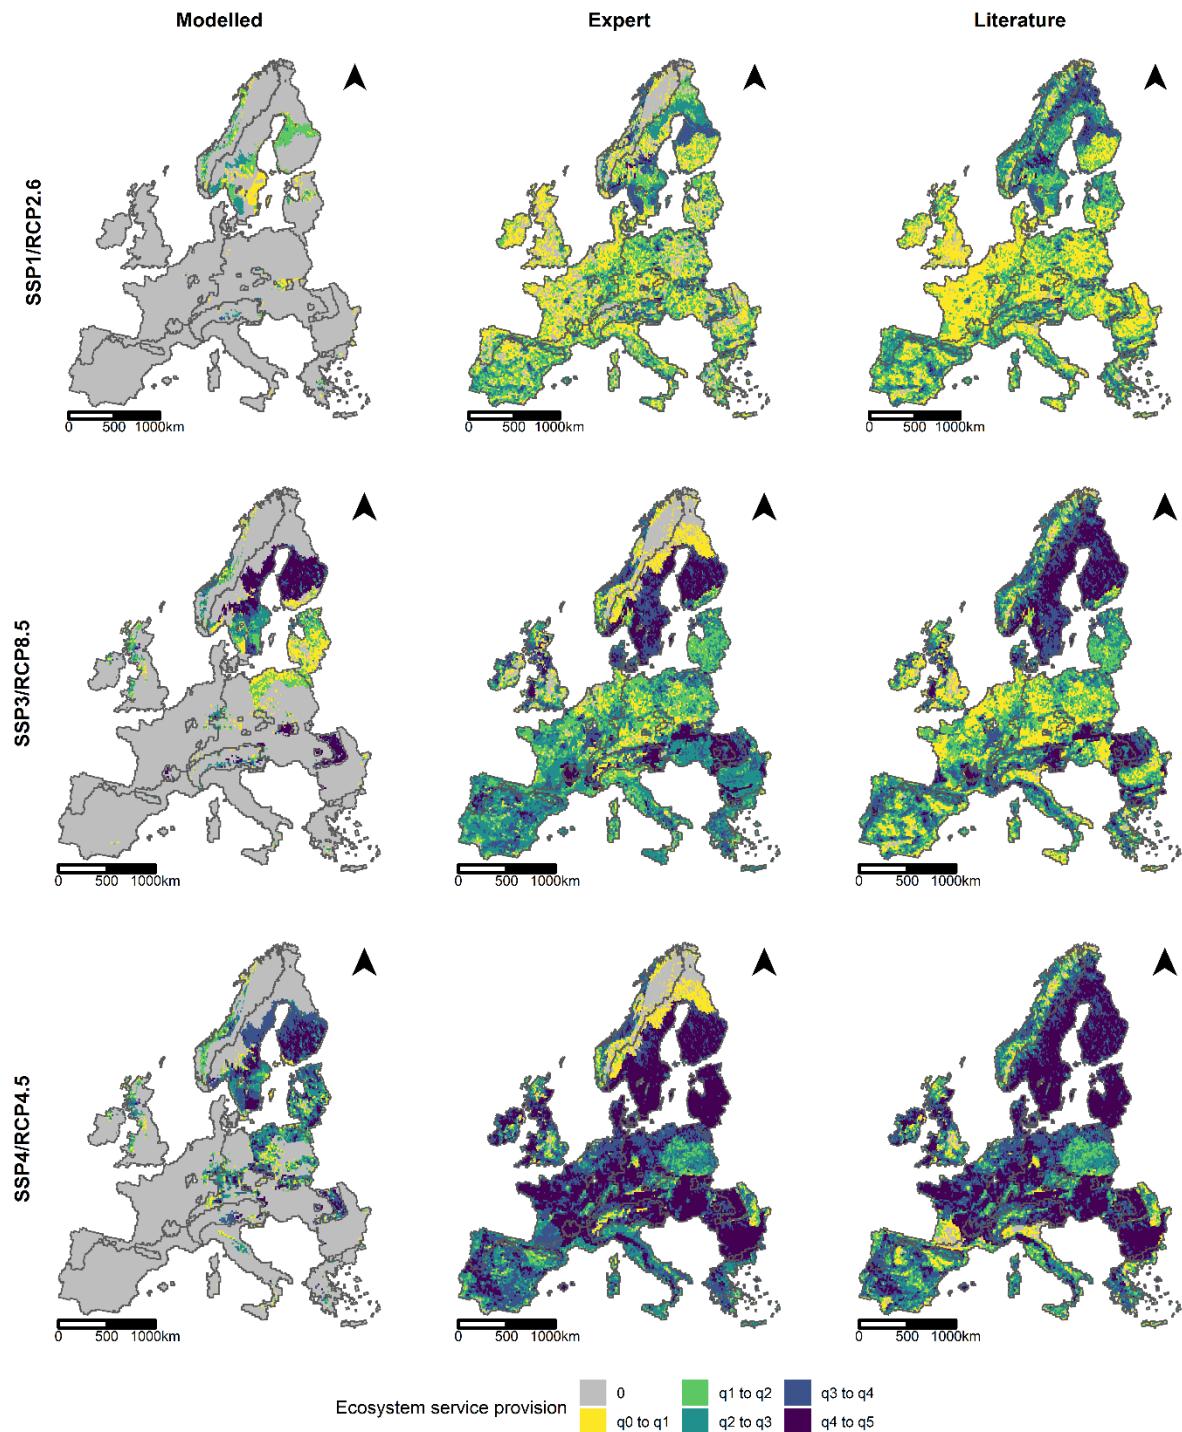 Modelled Expert Literature
SSP1/RCP2.6
0 500 1000km
0 500 1000km
0 500 1000km
SSP3/RCP8.5
0 500 1000km
0 500 1000km
0 500 1000km
SSP4/RCP4.5
0 500 1000km
0 500 1000km
0 500 1000km
Ecosystem service provision
0 q1 to q2 q3 to q4
q0 to q1 q2 to q3 q4 to q5